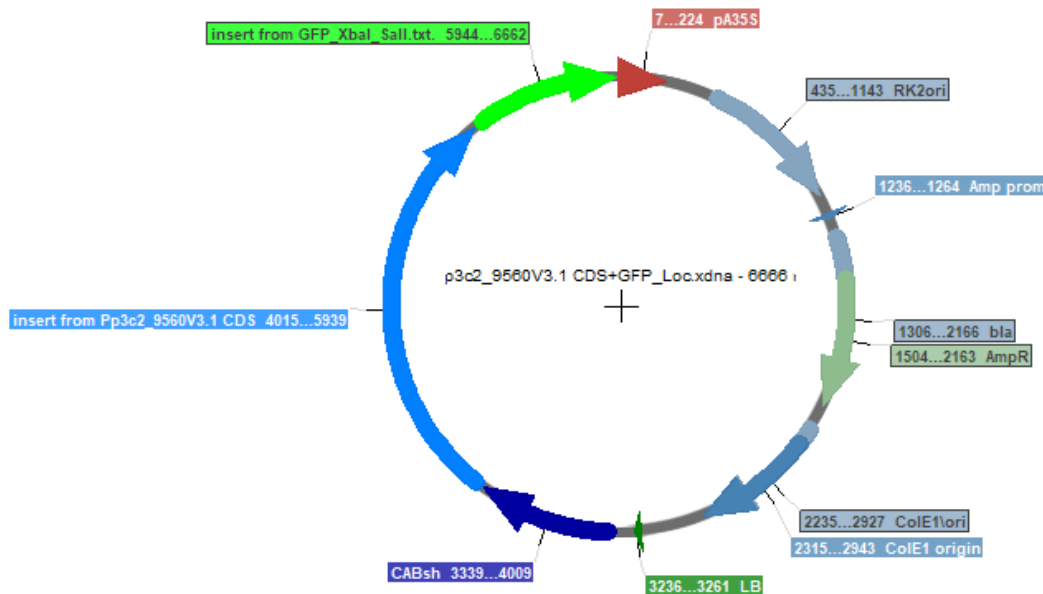 insert from GFP_XbaI_SalI.txt. 5944...6662
7...224 pA35S
435...1143 RK2ori
1236...1264 Amp prom
p3c2_9560V3.1 CDS+GFP_Loc.xdna - 6666
insert from Pp3c2_9560V3.1 CDS 4015...5939
1306...2166 bla
1504...2163 AmpR
2235...2927 ColE1\ori
2315...2943 ColE1 origin
CABsh 3339...4009
3236...3261 LB